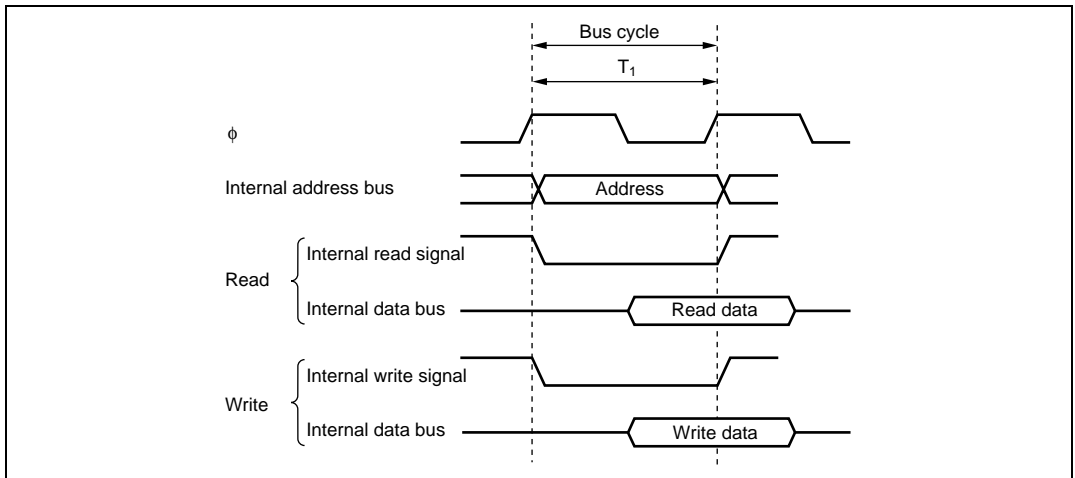 Bus cycle
T₁
ϕ
Internal address bus
Address
Read
Internal read signal
Internal data bus
Read data
Write
Internal write signal
Internal data bus
Write data